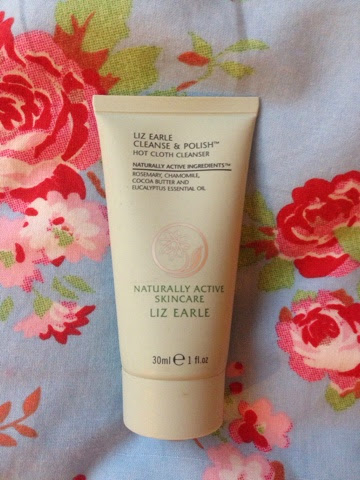 LIZ EARLE
CLEANSE & POLISH™
HOT CLOTH CLEANSER
NATURALLY ACTIVE INGREDIENTS™
ROSEMARY, CHAMOMILE,
COCOA BUTTER AND
EUCALYPTUS ESSENTIAL OIL
NATURALLY ACTIVE
SKINCARE
LIZ EARLE
30ml ℮ 1 fl.oz